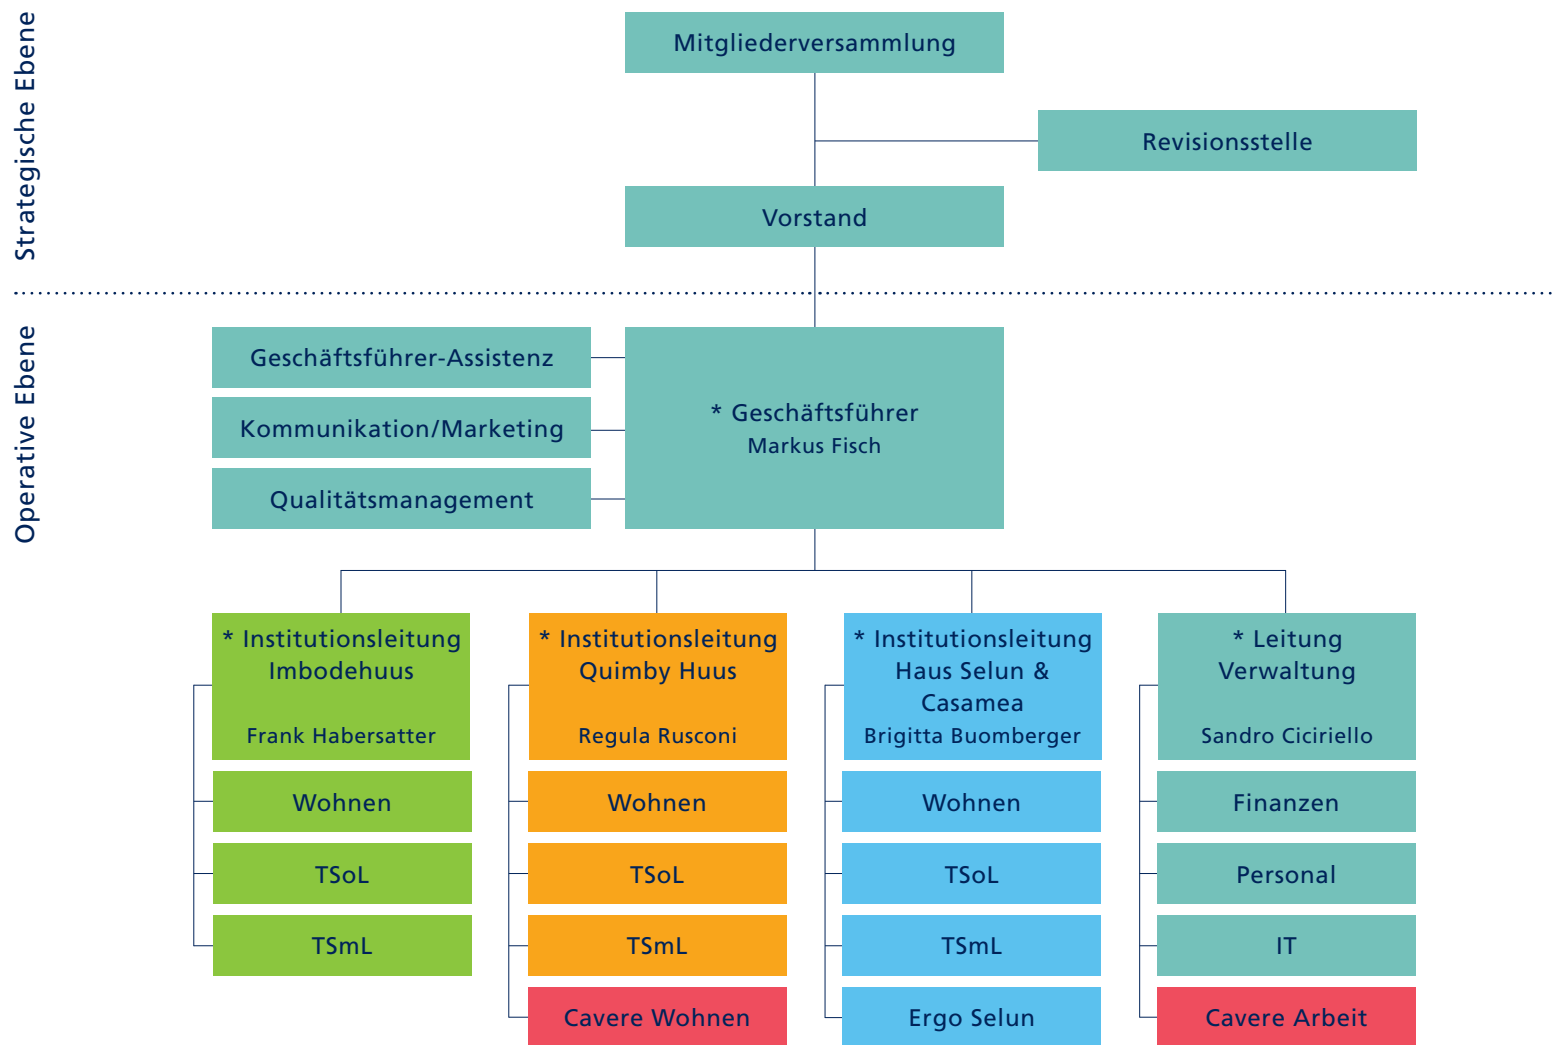 Strategische Ebene
Mitgliederversammlung
Revisionsstelle
Vorstand
Operative Ebene
Geschäftsführer-Assistenz
Kommunikation/Marketing
Qualitätsmanagement
* Geschäftsführer
Markus Fisch
* Institutionsleitung
Imbodehuus
Frank Habersatter
Wohnen
TSoL
TSmL
* Institutionsleitung
Quimby Huus
Regula Rusconi
Wohnen
TSoL
TSmL
Cavere Wohnen
* Institutionsleitung
Haus Selun &
Casamea
Brigitta Buomberger
Wohnen
TSoL
TSmL
Ergo Selun
* Leitung
Verwaltung
Sandro Ciciriello
Finanzen
Personal
IT
Cavere Arbeit